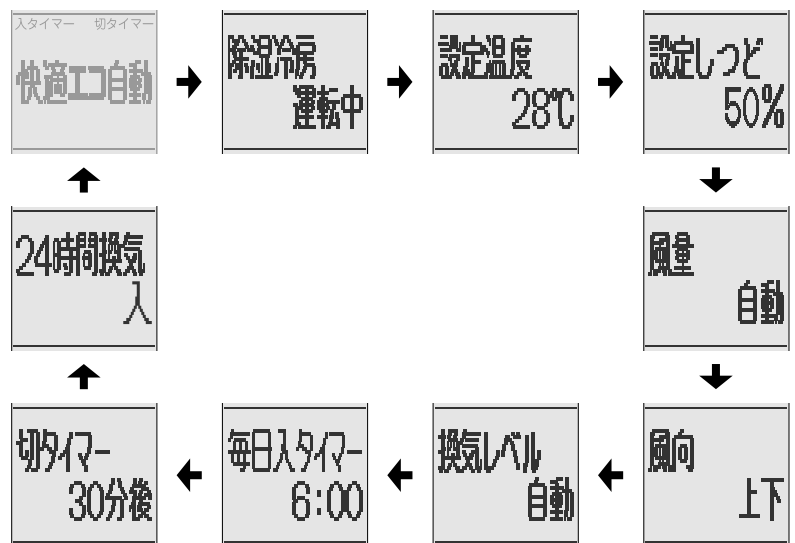 入タイマー 切タイマー
快適エコ自動
除湿冷房
運転中
設定温度
28℃
設定しつど
50%
風量
自動
風向
上下
換気レベル
自動
毎日入タイマー
6:00
切タイマー
30分後
24時間換気
入